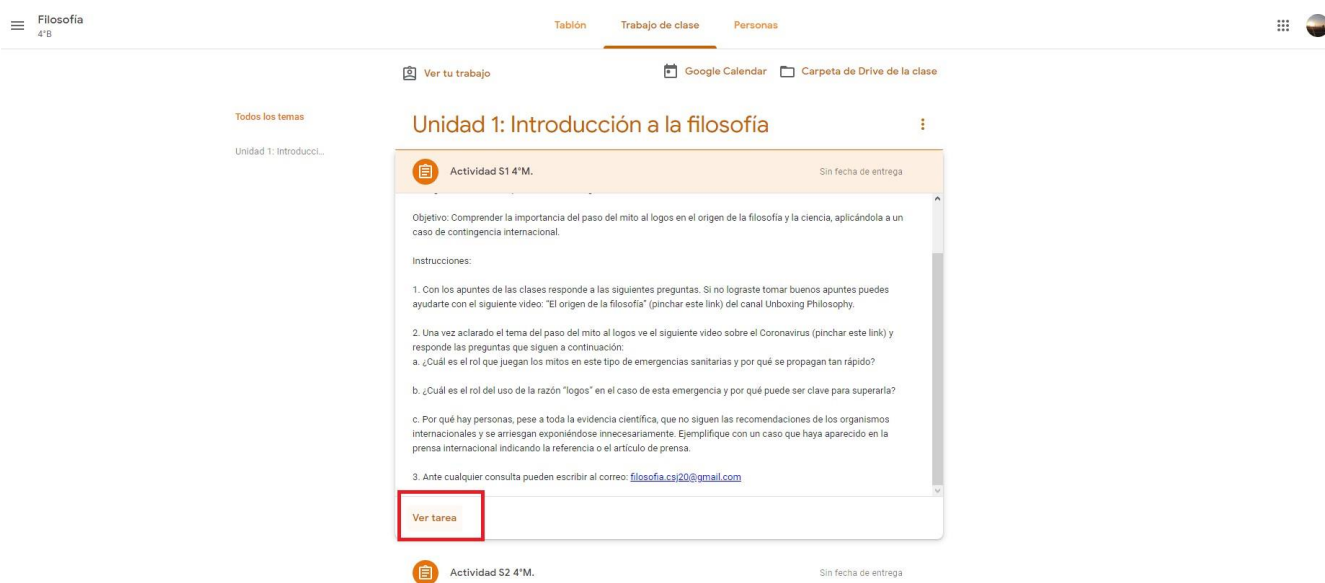 Filosofía
4°B
Tablón
Trabajo de clase
Personas
Ver tu trabajo
Google Calendar
Carpeta de Drive de la clase
Todos los temas
Unidad 1: Introducci...
Unidad 1: Introducción a la filosofía
Actividad S1 4°M.
Sin fecha de entrega
Objetivo: Comprender la importancia del paso del mito al logos en el origen de la filosofía y la ciencia, aplicándola a un
caso de contingencia internacional.
Instrucciones:
1. Con los apuntes de las clases responde a las siguientes preguntas. Si no lograste tomar buenos apuntes puedes
ayudarte con el siguiente video: "El origen de la filosofía" (pinchar este link) del canal Unboxing Philosophy.
2. Una vez aclarado el tema del paso del mito al logos ve el siguiente video sobre el Coronavirus (pinchar este link) y
responde las preguntas que siguen a continuación:
a. ¿Cuál es el rol que juegan los mitos en este tipo de emergencias sanitarias y por qué se propagan tan rápido?
b. ¿Cuál es el rol del uso de la razón "logos" en el caso de esta emergencia y por qué puede ser clave para superarla?
c. Por qué hay personas, pese a toda la evidencia científica, que no siguen las recomendaciones de los organismos
internacionales y se arriesgan exponiéndose innecesariamente. Ejemplifique con un caso que haya aparecido en la
prensa internacional indicando la referencia o el artículo de prensa.
3. Ante cualquier consulta pueden escribir al correo: filosofia.csj20@gmail.com
Ver tarea
Actividad S2 4°M.
Sin fecha de entrega